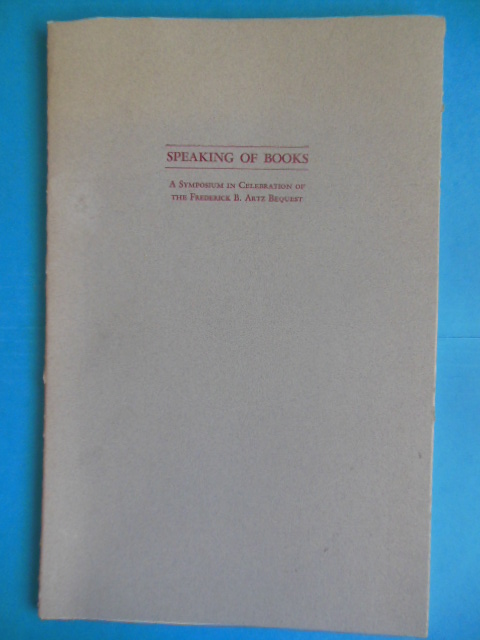 SPEAKING OF BOOKS
A Symposium in Celebration of
the Frederick B. Artz Bequest